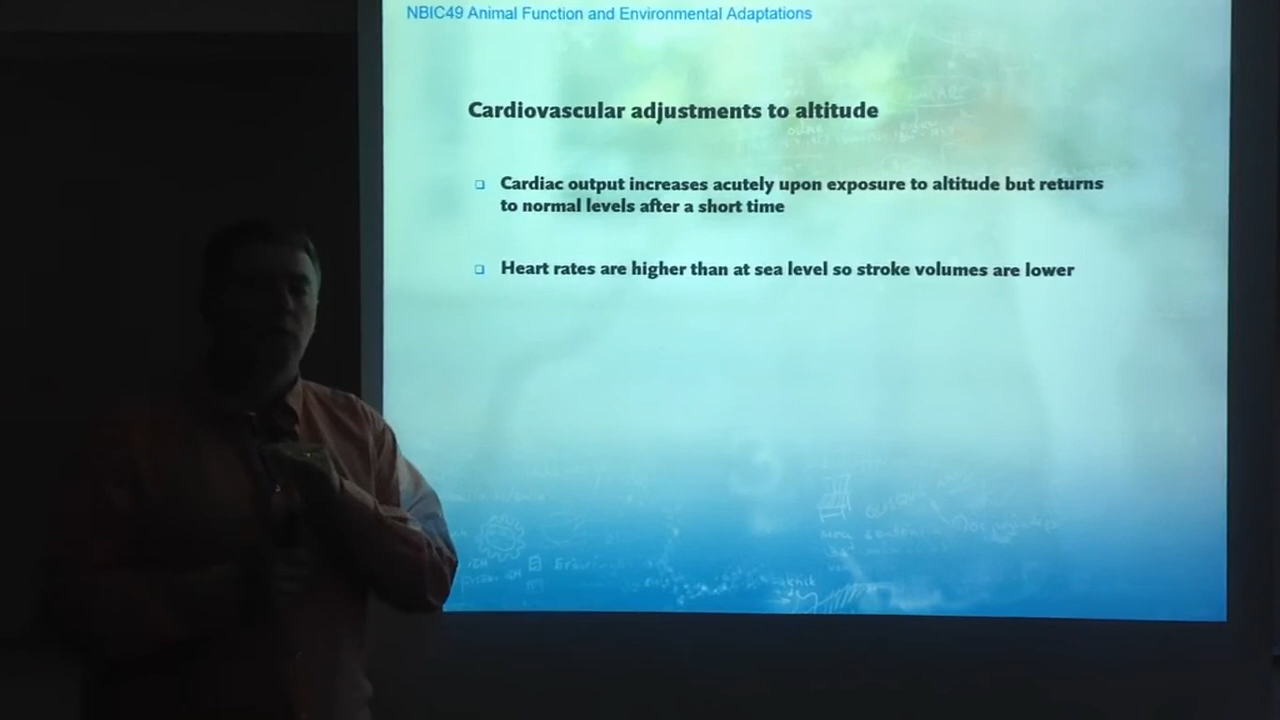 NBIC49 Animal Function and Environmental Adaptations
Cardiovascular adjustments to altitude
Cardiac output increases acutely upon exposure to altitude but returns
to normal levels after a short time
Heart rates are higher than at sea level so stroke volumes are lower
3